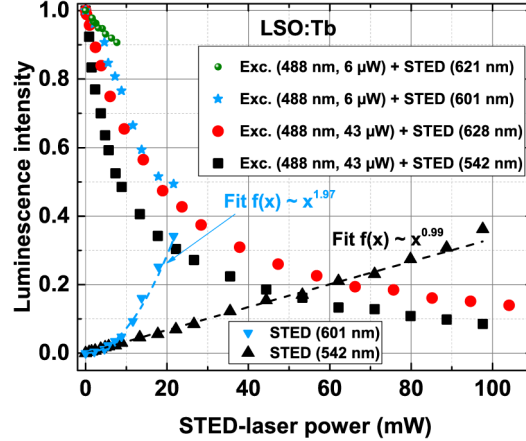 LSO:Tb
Exc. (488 nm, 6 µW) + STED (621 nm)
Exc. (488 nm, 6 µW) + STED (601 nm)
Exc. (488 nm, 43 µW) + STED (628 nm)
Exc. (488 nm, 43 µW) + STED (542 nm)
Fit f(x) ~ x^1.97
Fit f(x) ~ x^0.99
STED (601 nm)
STED (542 nm)
Luminescence intensity
1.0
0.8
0.6
0.4
0.2
0.0
0 20 40 60 80 100
STED-laser power (mW)